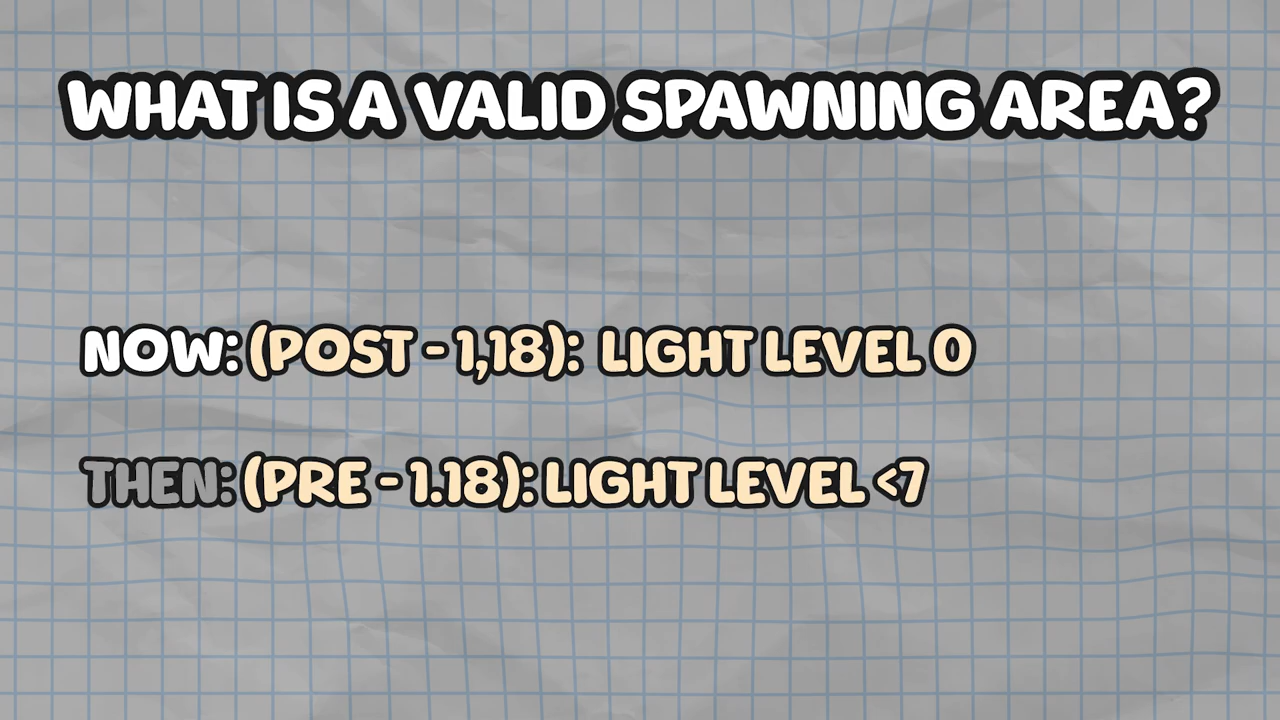 WHAT IS A VALID SPAWNING AREA?
NOW: (POST - 1,18): LIGHT LEVEL 0
THEN: (PRE - 1.18): LIGHT LEVEL <7